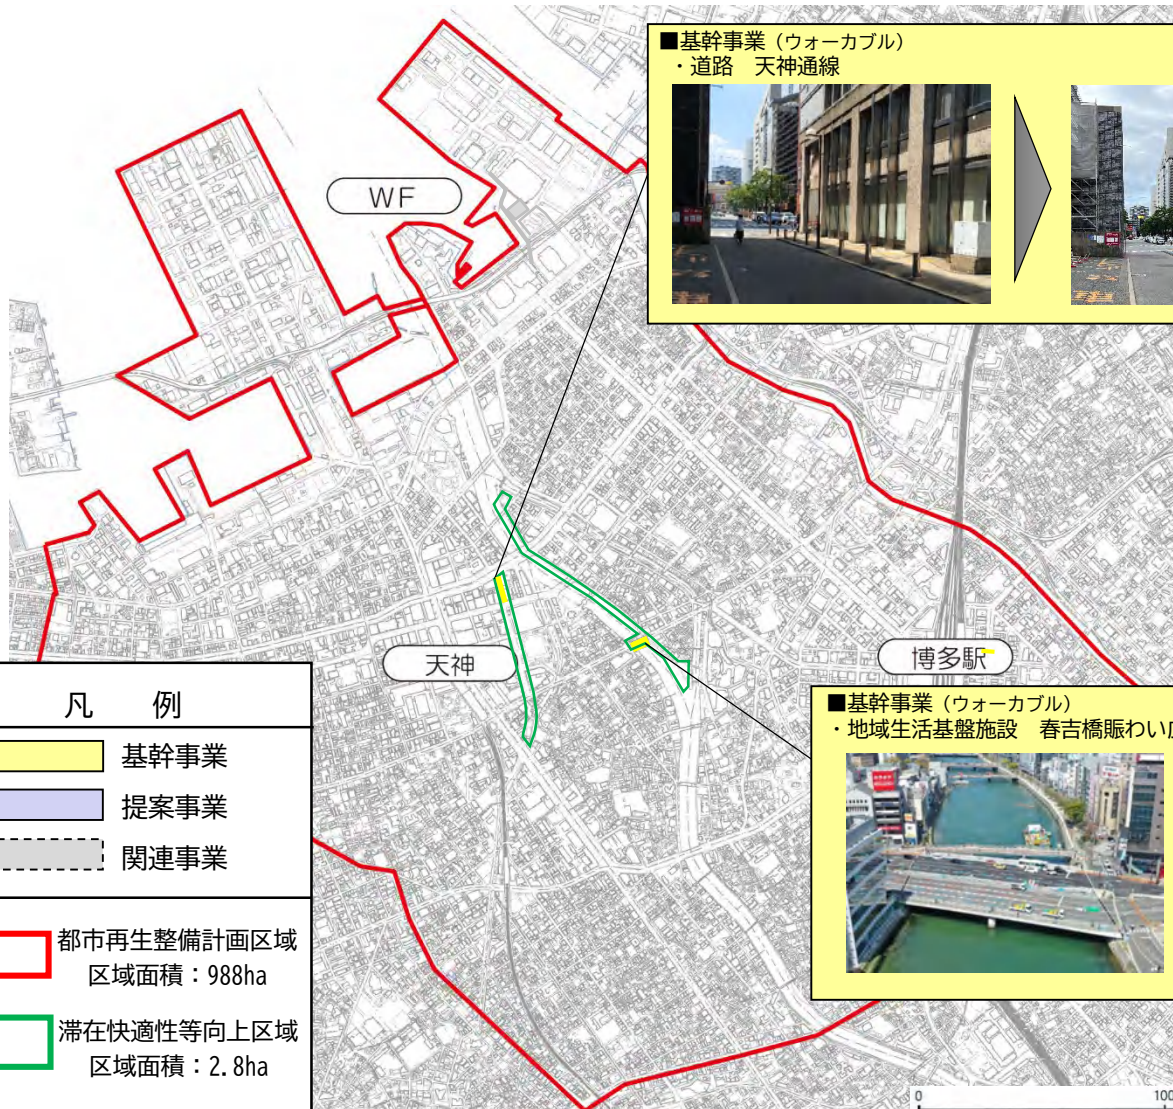 ■基幹事業（ウォーカブル）
・道路　天神通線
WF
天神
博多駅
■基幹事業（ウォーカブル）
・地域生活基盤施設　春吉橋賑わい
凡　例
基幹事業
提案事業
関連事業
都市再生整備計画区域
区域面積：988ha
滞在快適性等向上区域
区域面積：2.8ha
0
100